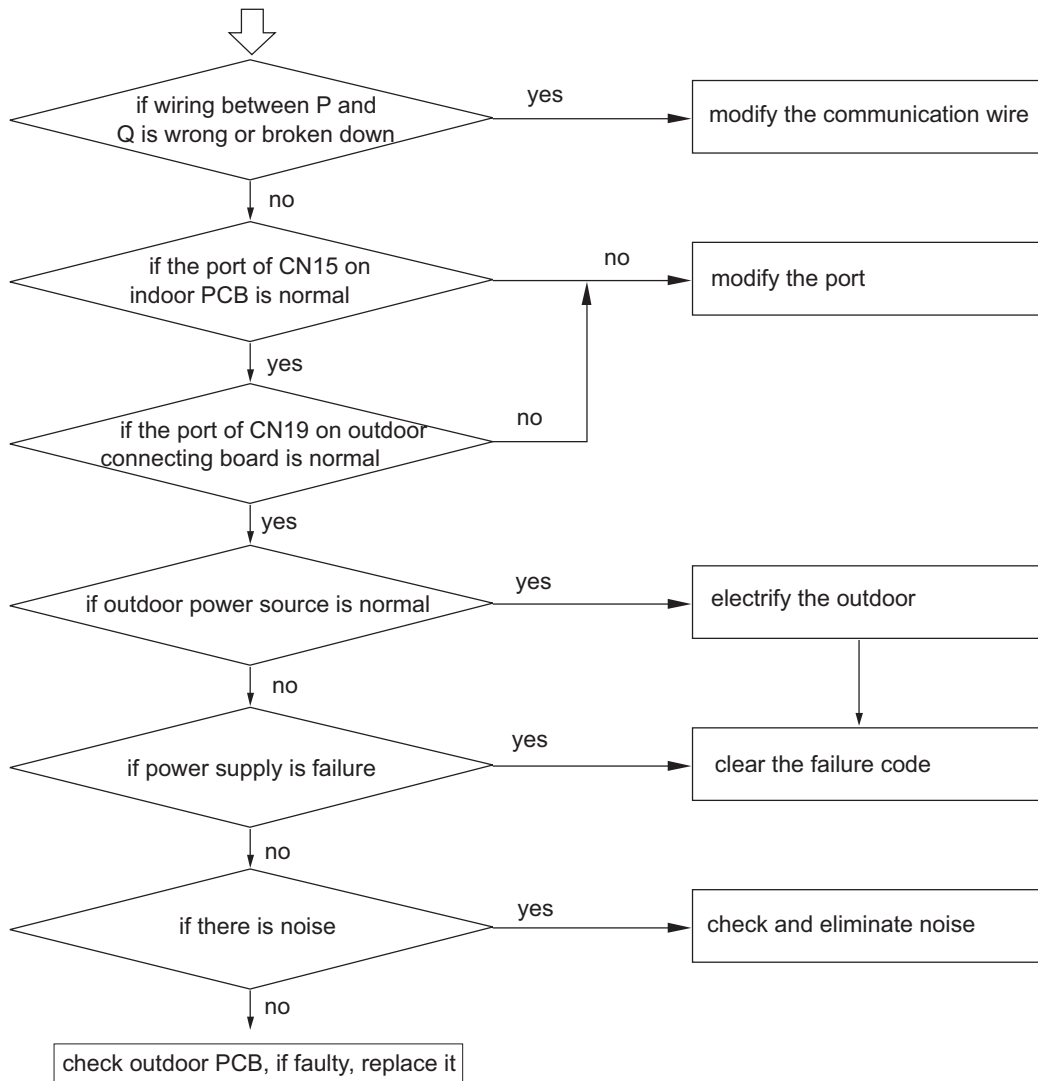 if wiring between P and
Q is wrong or broken down
yes
modify the communication wire
no
if the port of CN15 on
indoor PCB is normal
no
modify the port
yes
if the port of CN19 on outdoor
connecting board is normal
no
yes
if outdoor power source is normal
yes
electrify the outdoor
no
if power supply is failure
yes
clear the failure code
no
if there is noise
yes
check and eliminate noise
no
check outdoor PCB, if faulty, replace it